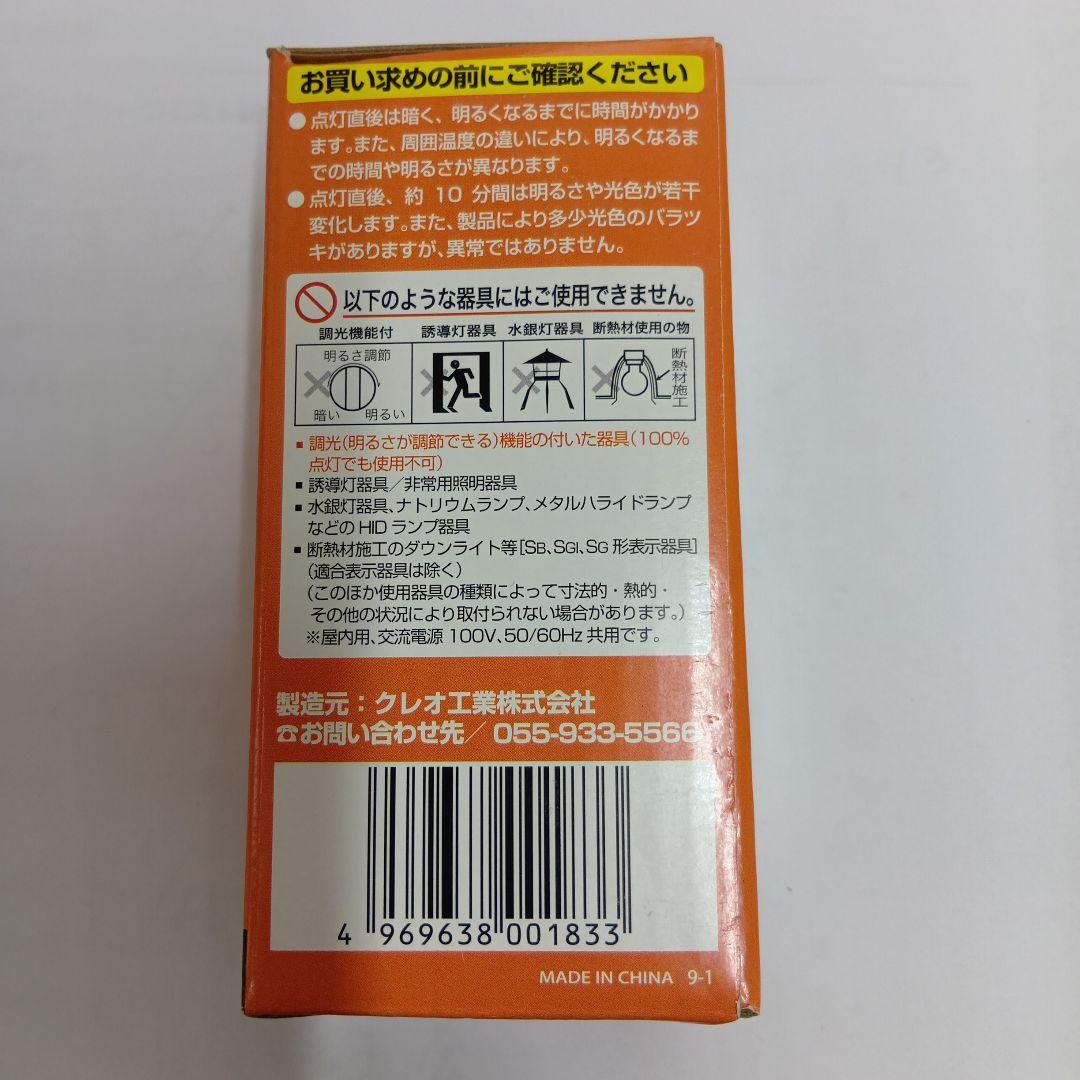 お買い求めの前にご確認ください
●点灯直後は暗く、明るくなるまでに時間がかかり
ます。また、周囲温度の違いにより、明るくなるま
での時間や明るさが異なります。
●点灯直後、約 10 分間は明るさや光色が若干
変化します。また、製品により多少光色のバラツ
キがありますが、異常ではありません。
以下のような器具にはご使用できません。
調光機能付 誘導灯器具 水銀灯器具 断熱材使用の物
明るさ調節
暗い 明るい
断熱材施工
■調光(明るさが調節できる)機能の付いた器具(100%
点灯でも使用不可)
■誘導灯器具/非常用照明器具
■水銀灯器具、ナトリウムランプ、メタルハライドランプ
などの HID ランプ器具
■断熱材施工のダウンライト等[SB、SGI、SG 形表示器具]
(適合表示器具は除く)
(このほか使用器具の種類によって寸法的・熱的・
その他の状況により取付られない場合があります。)
※屋内用、交流電源 100V、50/60Hz 共用です。
製造元:クレオ工業株式会社
☎お問い合わせ先/ 055-933-5566
4 969638 001833
MADE IN CHINA 9-1